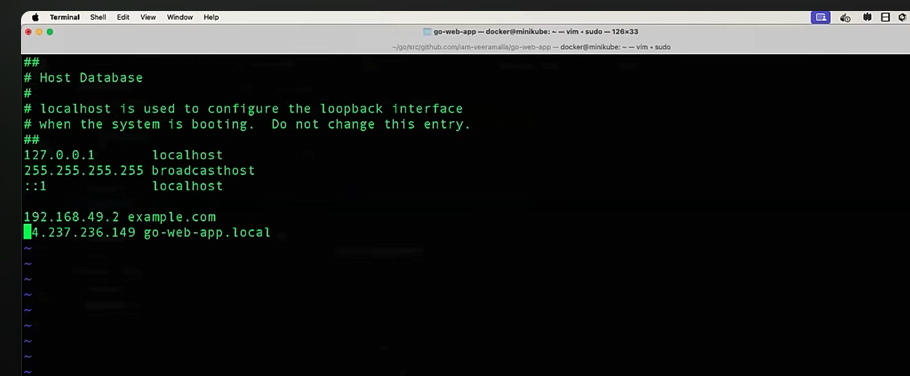 Terminal Shell Edit View Window Help
go-web-app — docker@minikube: ~ — vim ◂ sudo — 126×33
~/go/src/github.com/iam-veeramalla/go-web-app — docker@minikube: ~ — vim ◂ sudo
##
# Host Database
#
# localhost is used to configure the loopback interface
# when the system is booting.  Do not change this entry.
##
127.0.0.1       localhost
255.255.255.255 broadcasthost
::1             localhost
192.168.49.2 example.com
4.237.236.149 go-web-app.local
~
~
~
~
~
~
~
~
~